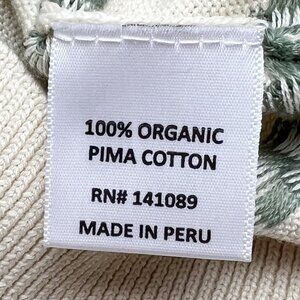 100% ORGANIC
PIMA COTTON
RN# 141089
MADE IN PERU